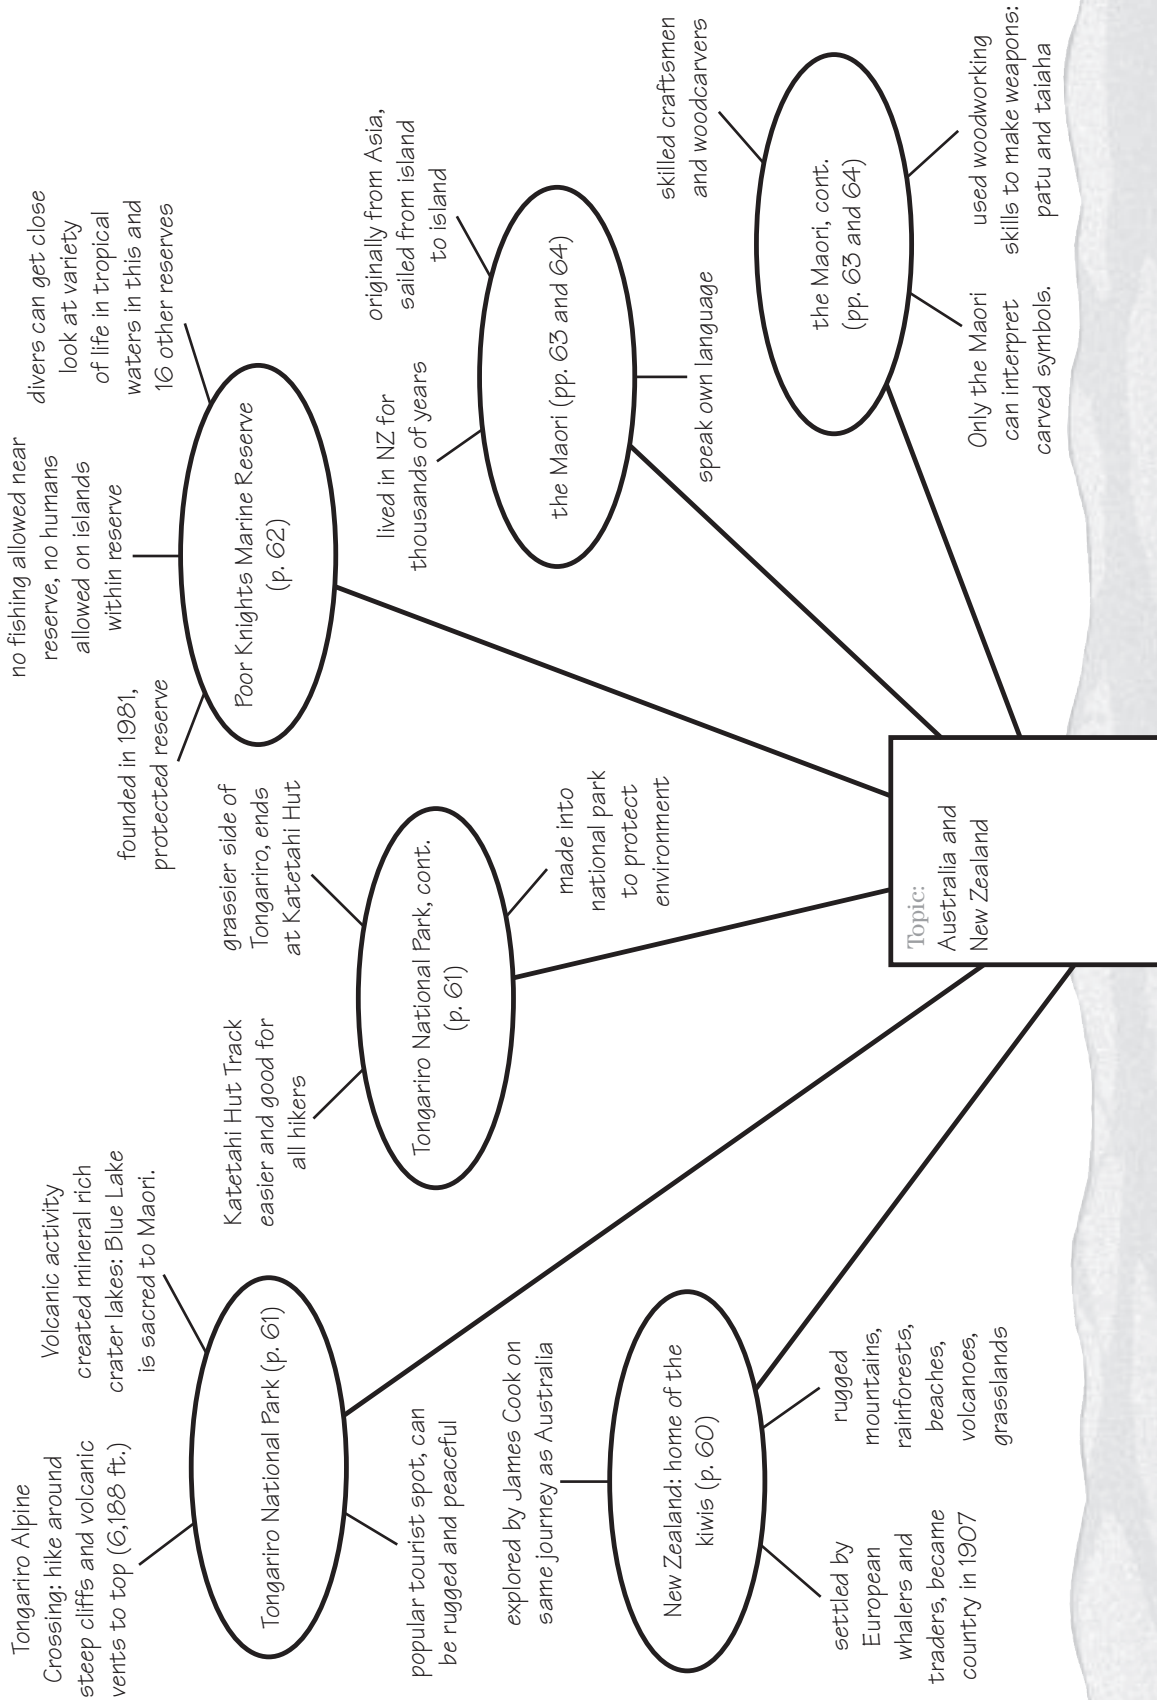 Topic:
Australia and
New Zealand
New Zealand: home of the
kiwis (p. 60)
settled by
European
whalers and
traders, became
country in 1907
explored by James Cook on
same journey as Australia
rugged
mountains,
rainforests,
beaches,
volcanoes,
grasslands
Tongariro National Park (p. 61)
Tongariro Alpine
Crossing: hike around
steep cliffs and volcanic
vents to top (6,188 ft.)
Volcanic activity
created mineral rich
crater lakes: Blue Lake
is sacred to Maori.
popular tourist spot, can
be rugged and peaceful
Tongariro National Park, cont.
(p. 61)
Katetahi Hut Track
easier and good for
all hikers
grassier side of
Tongariro, ends
at Katetahi Hut
made into
national park
to protect
environment
Poor Knights Marine Reserve
(p. 62)
founded in 1981,
protected reserve
no fishing allowed near
reserve, no humans
allowed on islands
within reserve
divers can get close
look at variety
of life in tropical
waters in this and
16 other reserves
the Maori (pp. 63 and 64)
lived in NZ for
thousands of years
originally from Asia,
sailed from island
to island
speak own language
the Maori, cont.
(pp. 63 and 64)
skilled craftsmen
and woodcarvers
Only the Maori
can interpret
carved symbols.
used woodworking
skills to make weapons:
patu and taiaha